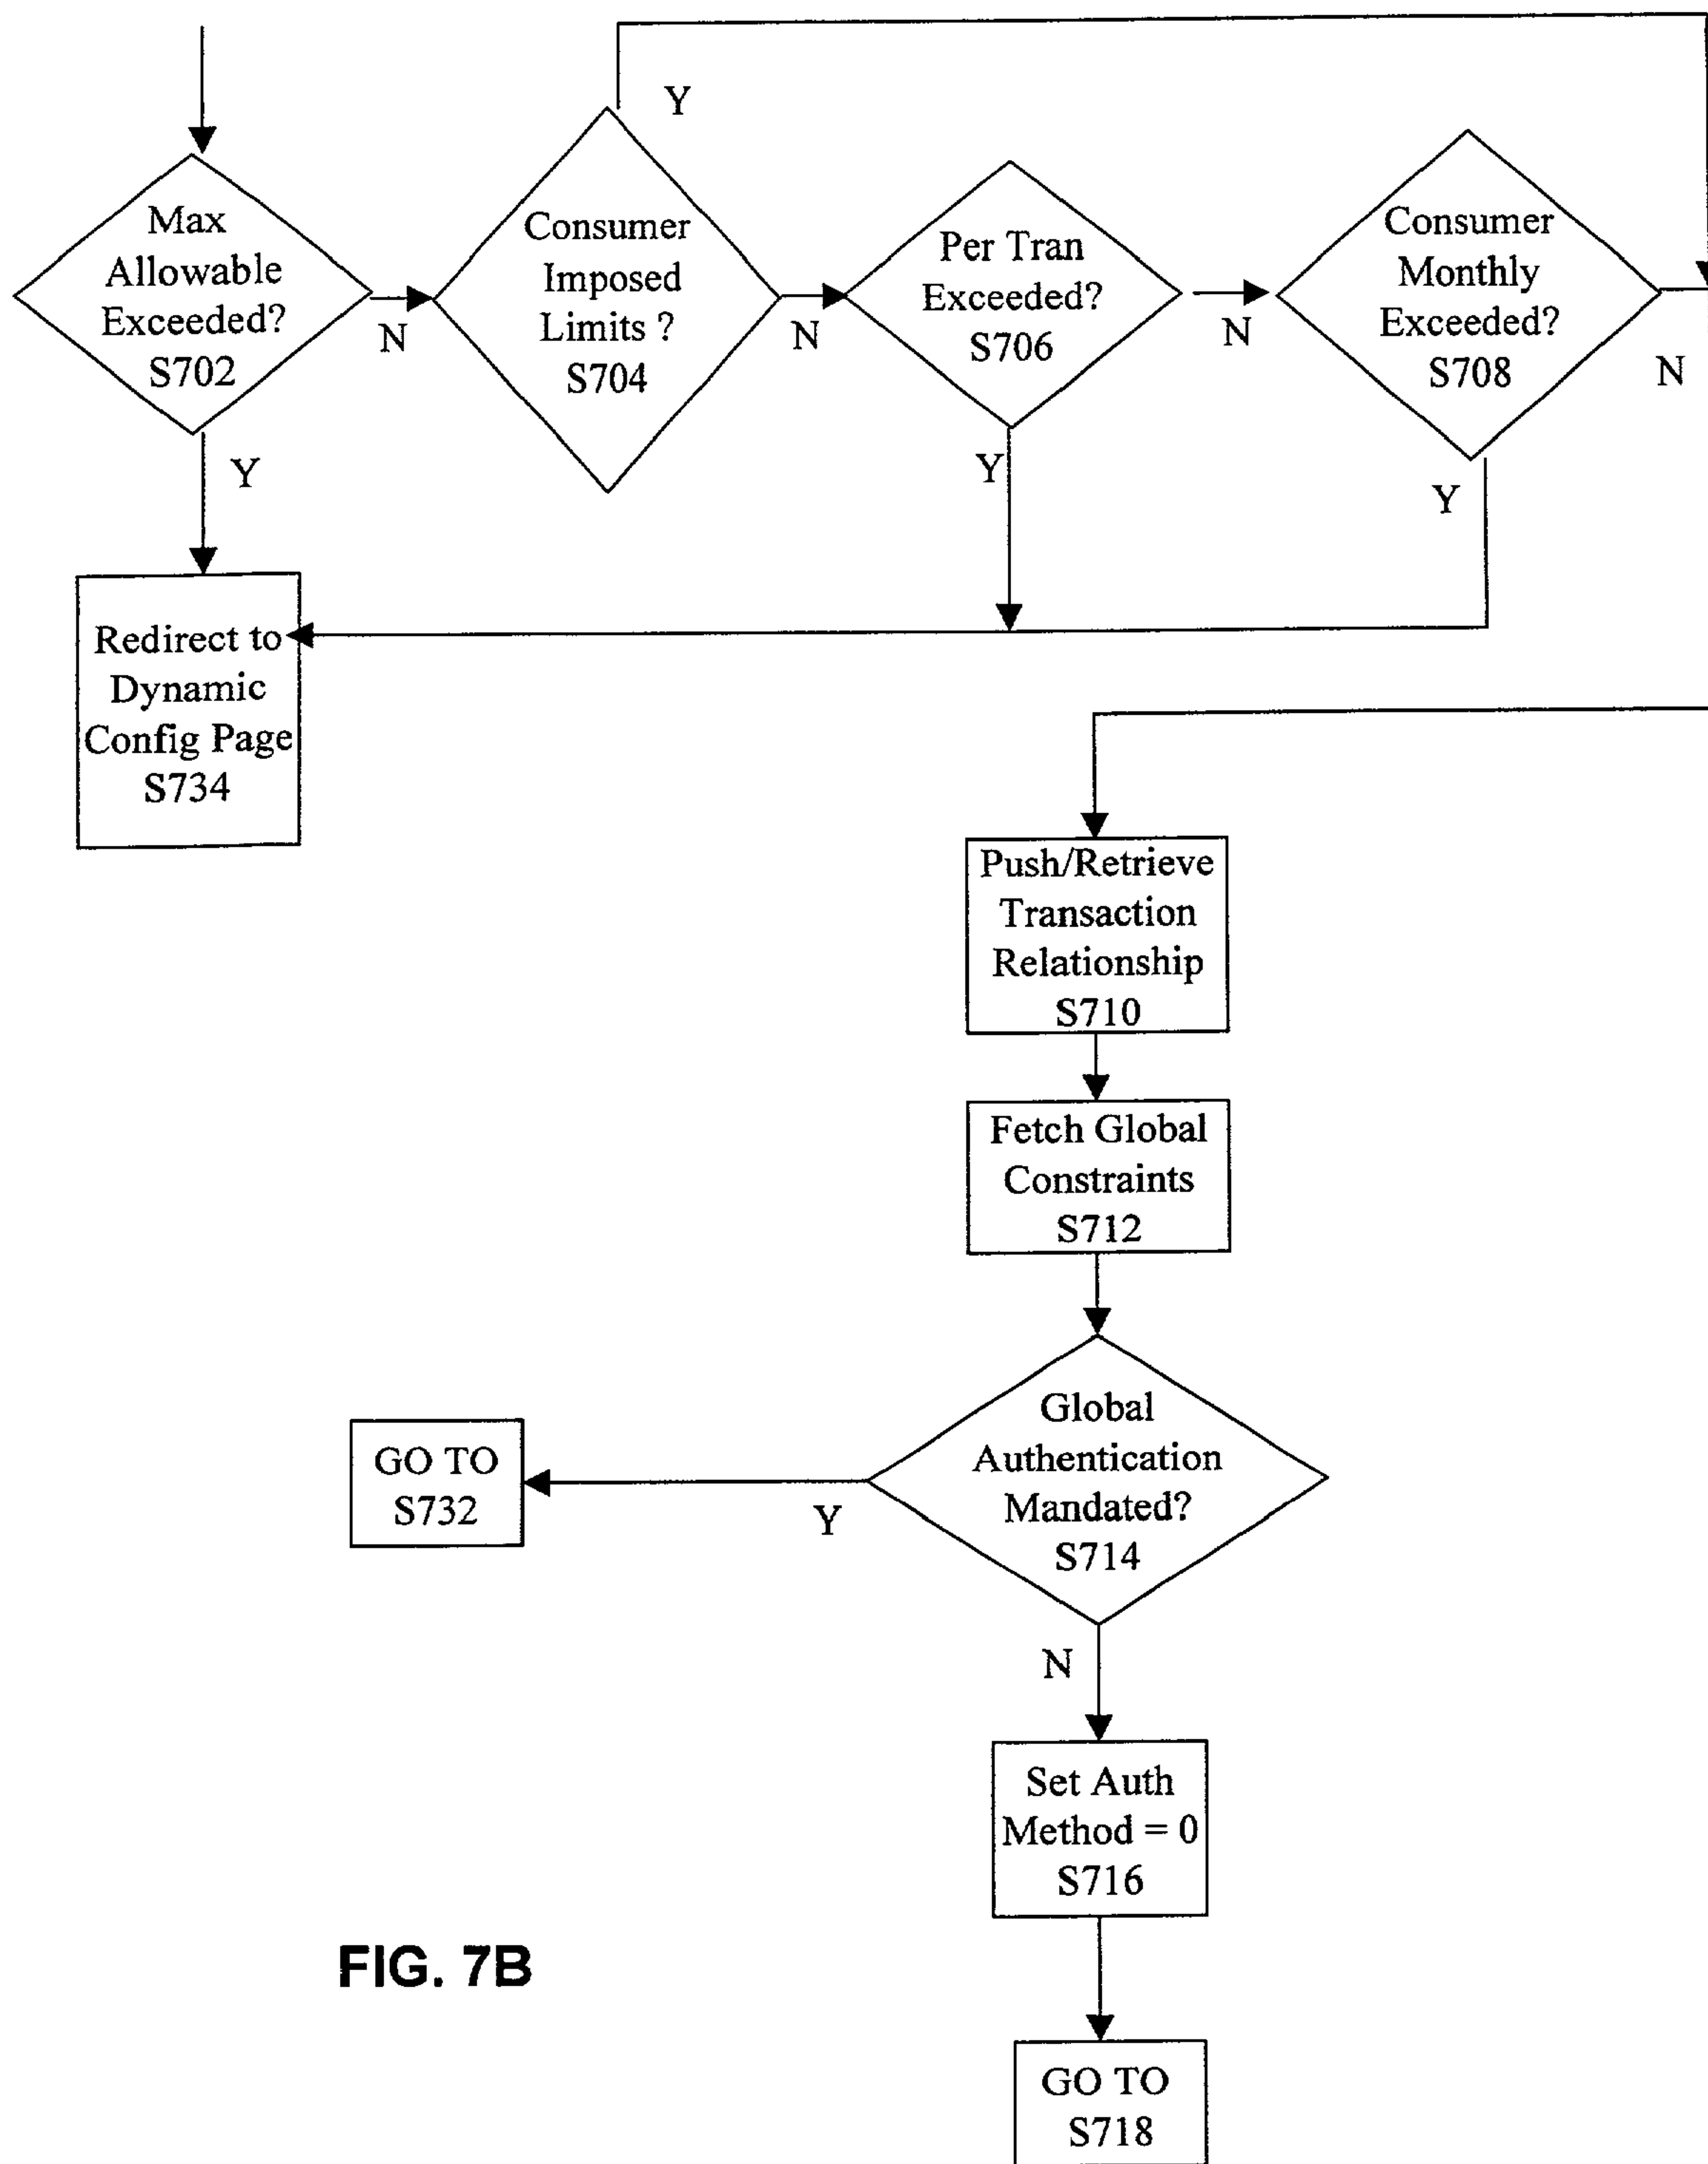 Y
Max
Allowable
Exceeded?
S702
N
Consumer
Imposed
Limits ?
S704
N
Per Tran
Exceeded?
S706
N
Consumer
Monthly
Exceeded?
S708
N
Y
Y
Y
Redirect to
Dynamic
Config Page
S734
Push/Retrieve
Transaction
Relationship
S710
Fetch Global
Constraints
S712
Global
Authentication
Mandated?
S714
GO TO
S732
Y
N
Set Auth
Method = 0
S716
FIG. 7B
GO TO
S718